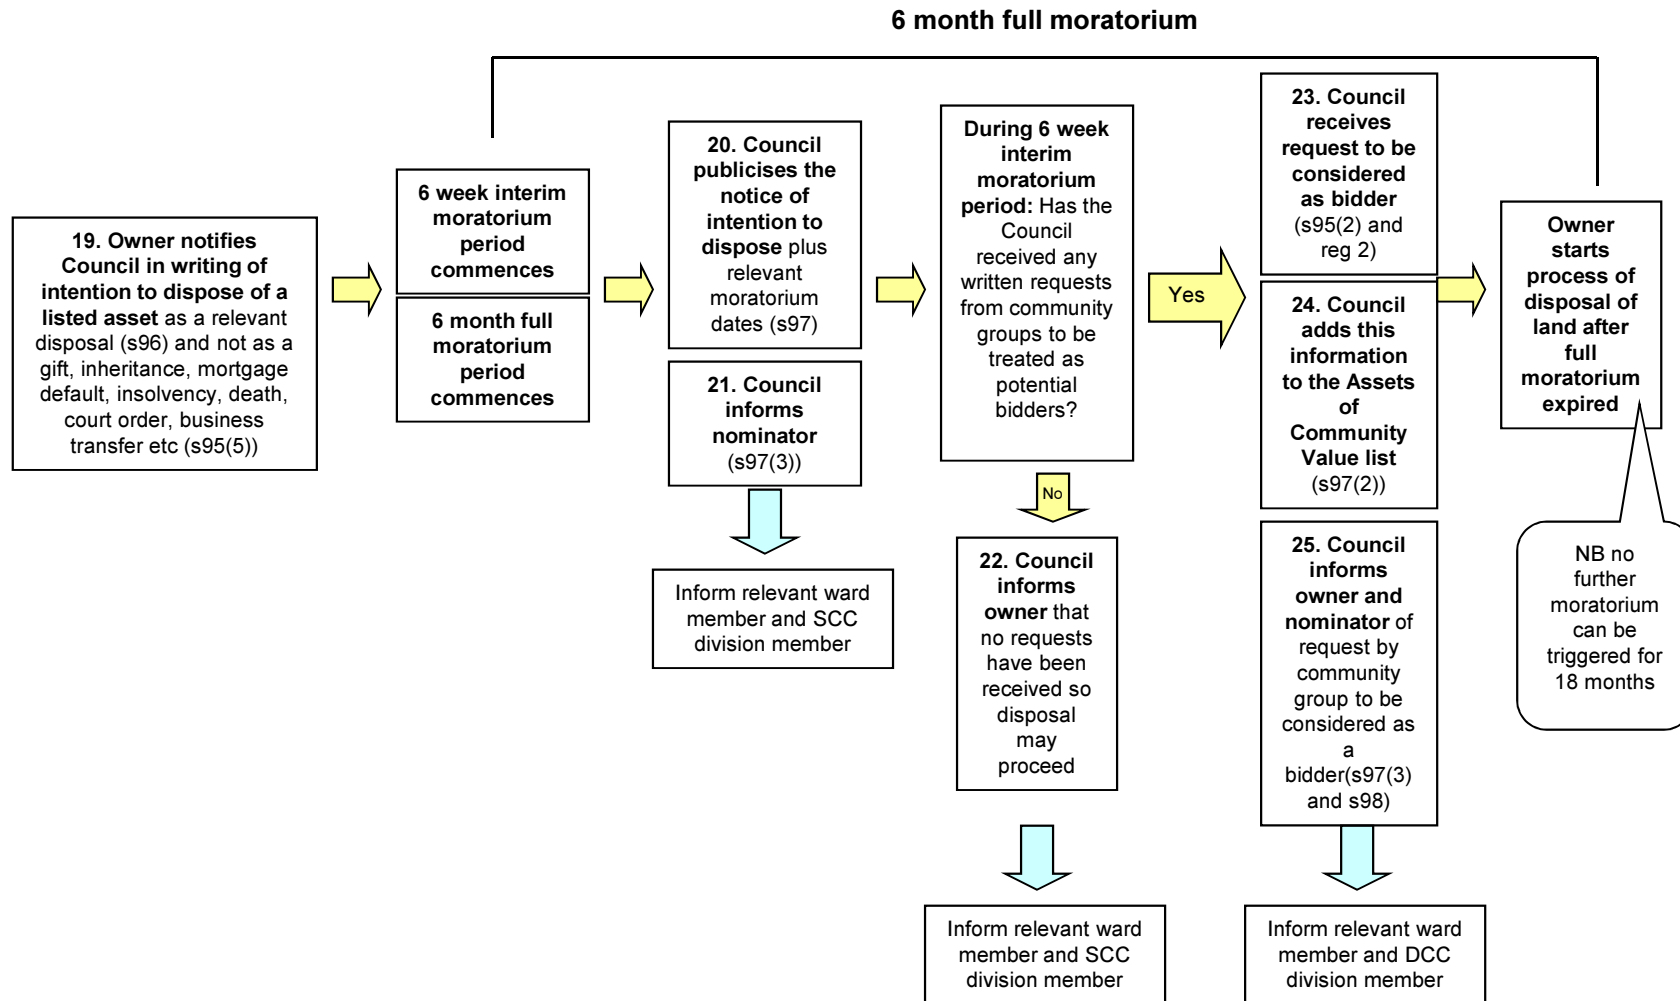 6 month full moratorium
19. Owner notifies
Council in writing of
intention to dispose of a
listed asset as a relevant
disposal (s96) and not as a
gift, inheritance, mortgage
default, insolvency, death,
court order, business
transfer etc (s95(5))
6 week interim
moratorium
period
commences
6 month full
moratorium
period
commences
20. Council
publicises the
notice of
intention to
dispose plus
relevant
moratorium
dates (s97)
21. Council
informs
nominator
(s97(3))
Inform relevant ward
member and SCC
division member
During 6 week
interim
moratorium
period: Has the
Council
received any
written requests
from community
groups to be
treated as
potential
bidders?
No
22. Council
informs
owner that
no requests
have been
received so
disposal
may
proceed
Inform relevant ward
member and SCC
division member
Yes
23. Council
receives
request to be
considered
as bidder
(s95(2) and
reg 2)
24. Council
adds this
information
to the Assets
of
Community
Value list
(s97(2))
25. Council
informs
owner and
nominator of
request by
community
group to be
considered as
a
bidder(s97(3)
and s98)
Inform relevant ward
member and DCC
division member
Owner
starts
process of
disposal of
land after
full
moratorium
expired
NB no
further
moratorium
can be
triggered for
18 months